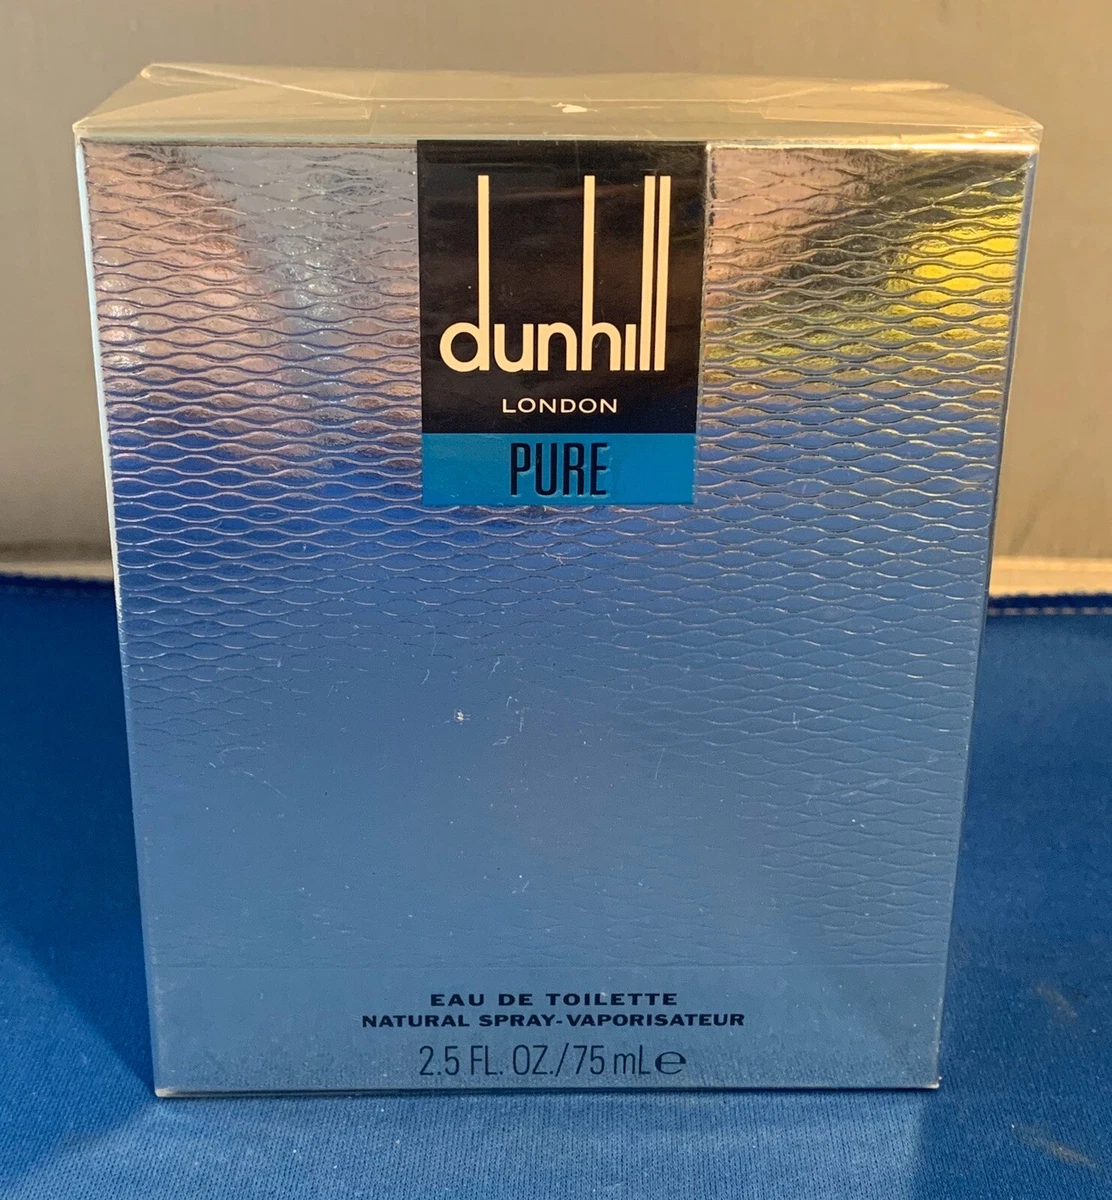 dunhill
LONDON
PURE
EAU DE TOILETTE
NATURAL SPRAY-VAPORISATEUR
2.5 FL. OZ./75 mL ℮